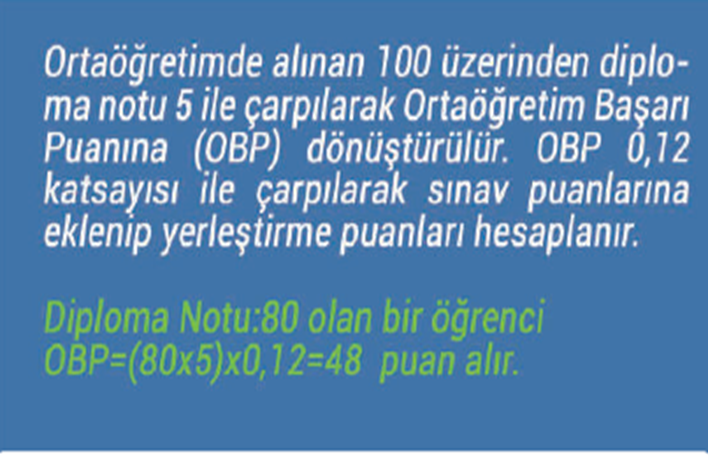 Ortaöğretimde alınan 100 üzerinden diplo-
ma notu 5 ile çarpılarak Ortaöğretim Başarı
Puanına (OBP) dönüştürülür. OBP 0,12
katsayısı ile çarpılarak sınav puanlarına
eklenip yerleştirme puanları hesaplanır.
Diploma Notu:80 olan bir öğrenci
OBP=(80x5)x0,12=48 puan alır.